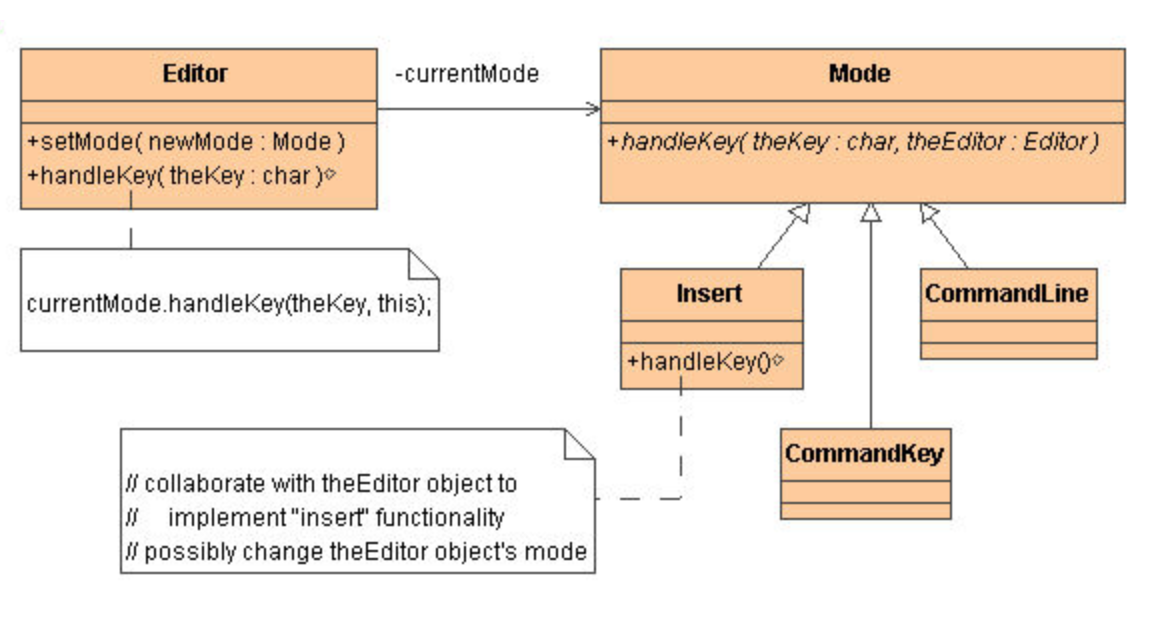 Editor
+setMode( newMode : Mode )
+handleKey( theKey : char )
-currentMode
Mode
+handleKey( theKey : char, theEditor : Editor )
currentMode.handleKey(theKey, this);
Insert
+handleKey()
CommandLine
CommandKey
// collaborate with theEditor object to
//     implement "insert" functionality
// possibly change theEditor object's mode